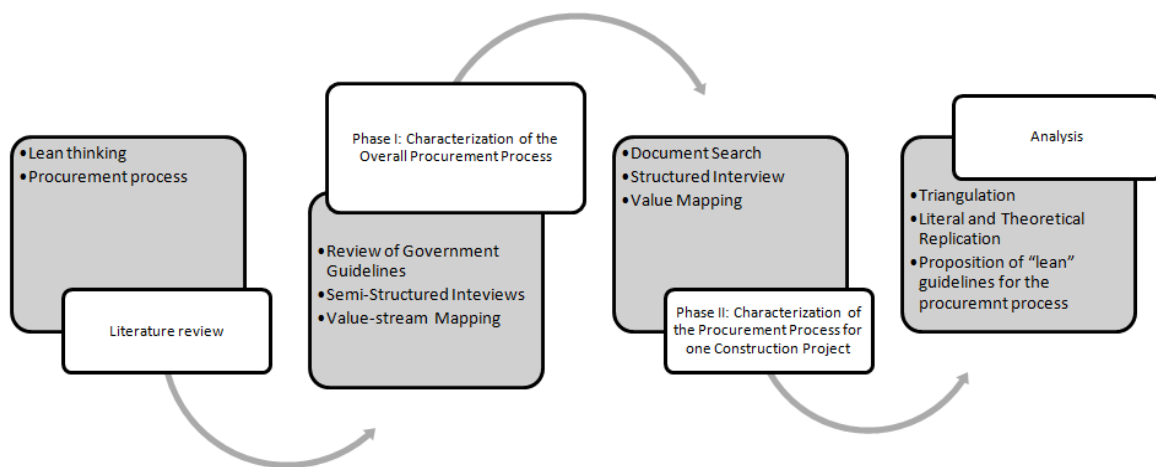 •Lean thinking
•Procurement process
Literature review
Phase I: Characterization of the
Overall Procurement Process
•Review of Government
Guidelines
•Semi-Structured Inteviews
•Value-stream Mapping
•Document Search
•Structured Interview
•Value Mapping
Phase II: Characterization of
the Procurement Process for
one Construction Project
Analysis
•Triangulation
•Literal and Theoretical
Replication
•Proposition of “lean”
guidelines for the
procuremnt process